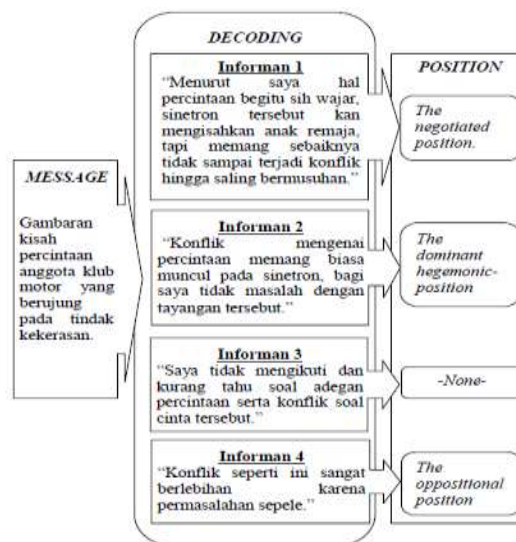 DECODING
Informan 1
“Menurut saya hal
percintaan begitu sih wajar,
sinetron tersebut kan
mengisahkan anak remaja,
tapi memang sebaiknya
tidak sampai terjadi konflik
hingga saling bermusuhan.”
POSITION
The
negotiated
position.
MESSAGE
Gambaran
kisah
percintaan
anggota klub
motor yang
berujung
pada tindak
kekerasan.
Informan 2
“Konflik mengenai
percintaan memang biasa
muncul pada sinetron, bagi
saya tidak masalah dengan
tayangan tersebut.”
The
dominant
hegemonic-
position
Informan 3
“Saya tidak mengikuti dan
kurang tahu soal adegan
percintaan serta konflik soal
cinta tersebut.”
-None-
Informan 4
“Konflik seperti ini sangat
berlebihan karena
permasalahan sepele.”
The
oppositional
position